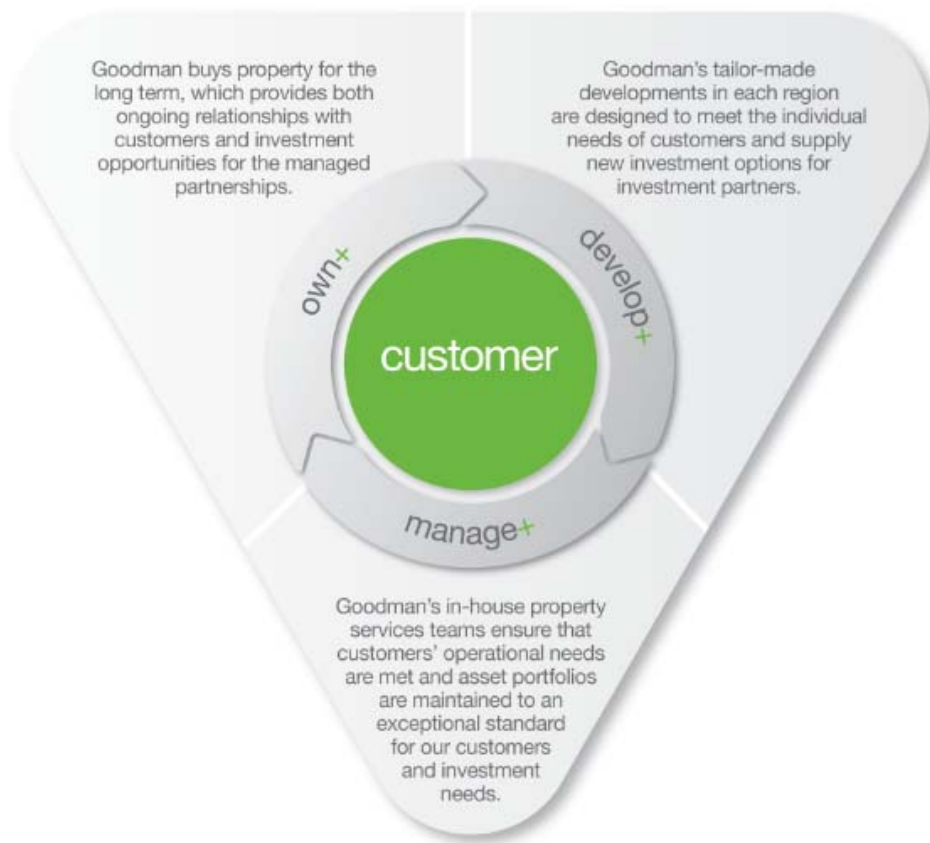 Goodman buys property for the
long term, which provides both
ongoing relationships with
customers and investment
opportunities for the managed
partnerships.
Goodman's tailor-made
developments in each region
are designed to meet the individual
needs of customers and supply
new investment options for
investment partners.
own+
develop+
customer
manage+
Goodman's in-house property
services teams ensure that
customers' operational needs
are met and asset portfolios
are maintained to an
exceptional standard
for our customers
and investment
needs.